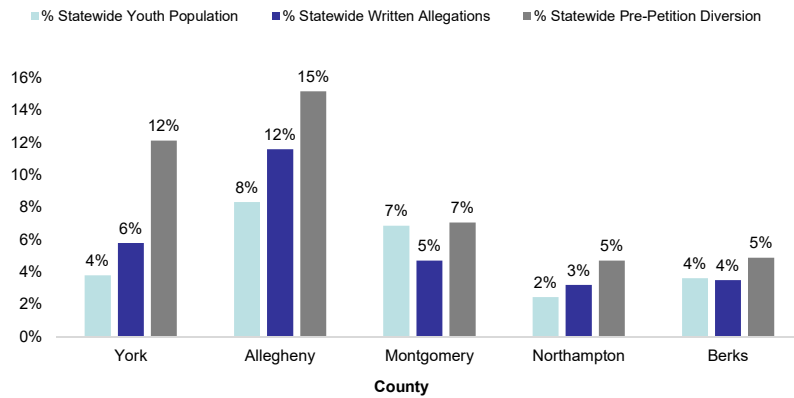 % Statewide Youth Population % Statewide Written Allegations % Statewide Pre-Petition Diversion
16%
14%
12%
10%
8%
6%
4%
2%
0%
4% 6% 12%
8% 12% 15%
7% 5% 7%
2% 3% 5%
4% 4% 5%
York Allegheny Montgomery Northampton Berks
County